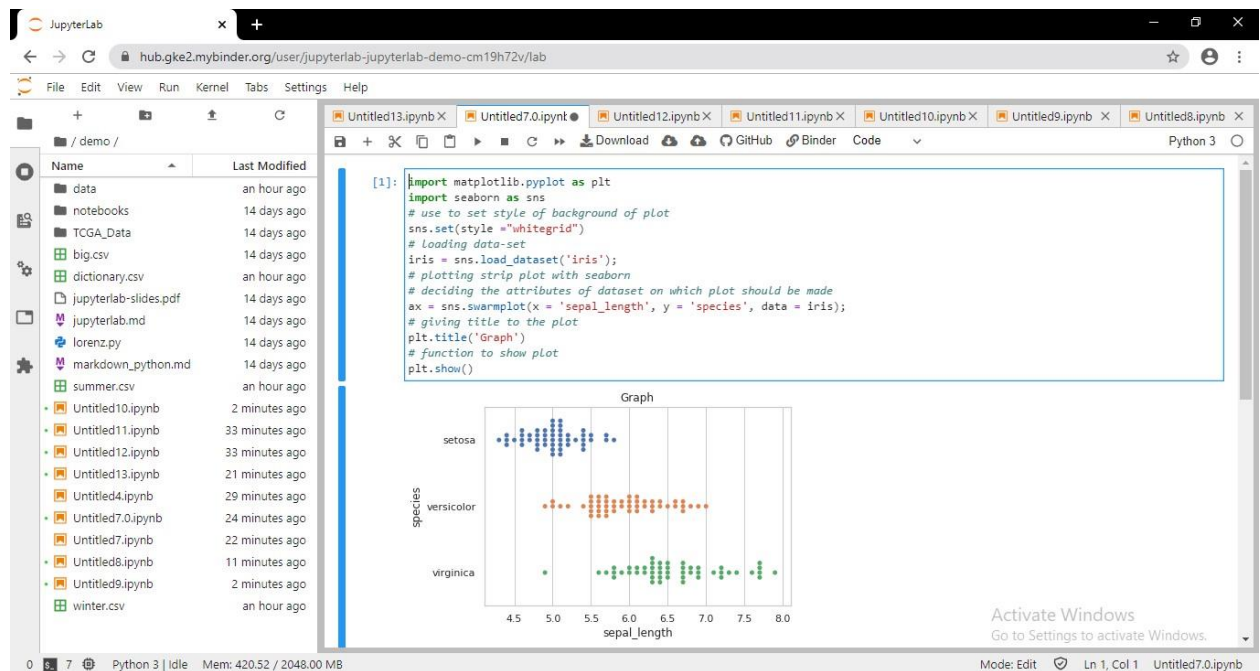 JupyterLab
hub.gke2.mybinder.org/user/jupyterlab-jupyterlab-demo-cm19h72v/lab
File Edit View Run Kernel Tabs Settings Help
/ demo /
Name Last Modified
data an hour ago
notebooks 14 days ago
TCGA_Data 14 days ago
big.csv 14 days ago
dictionary.csv an hour ago
jupyterlab-slides.pdf 14 days ago
jupyterlab.md 14 days ago
lorenz.py 14 days ago
markdown_python.md 14 days ago
summer.csv an hour ago
Untitled10.ipynb 2 minutes ago
Untitled11.ipynb 33 minutes ago
Untitled12.ipynb 33 minutes ago
Untitled13.ipynb 21 minutes ago
Untitled4.ipynb 29 minutes ago
Untitled7.0.ipynb 24 minutes ago
Untitled7.ipynb 22 minutes ago
Untitled8.ipynb 11 minutes ago
Untitled9.ipynb 2 minutes ago
winter.csv an hour ago
Untitled13.ipynb Untitled7.0.ipynb Untitled12.ipynb Untitled11.ipynb Untitled10.ipynb Untitled9.ipynb Untitled8.ipynb
Download GitHub Binder Code Python 3
[1]: import matplotlib.pyplot as plt
import seaborn as sns
# use to set style of background of plot
sns.set(style ="whitegrid")
# loading data-set
iris = sns.load_dataset('iris');
# plotting strip plot with seaborn
# deciding the attributes of dataset on which plot should be made
ax = sns.swarmplot(x = 'sepal_length', y = 'species', data = iris);
# giving title to the plot
plt.title('Graph')
# function to show plot
plt.show()
Graph
species
setosa
versicolor
virginica
4.5 5.0 5.5 6.0 6.5 7.0 7.5 8.0
sepal_length
Activate Windows
Go to Settings to activate Windows.
0 $_ 7 Python 3 | Idle Mem: 420.52 / 2048.00 MB Mode: Edit Ln 1, Col 1 Untitled7.0.ipynb